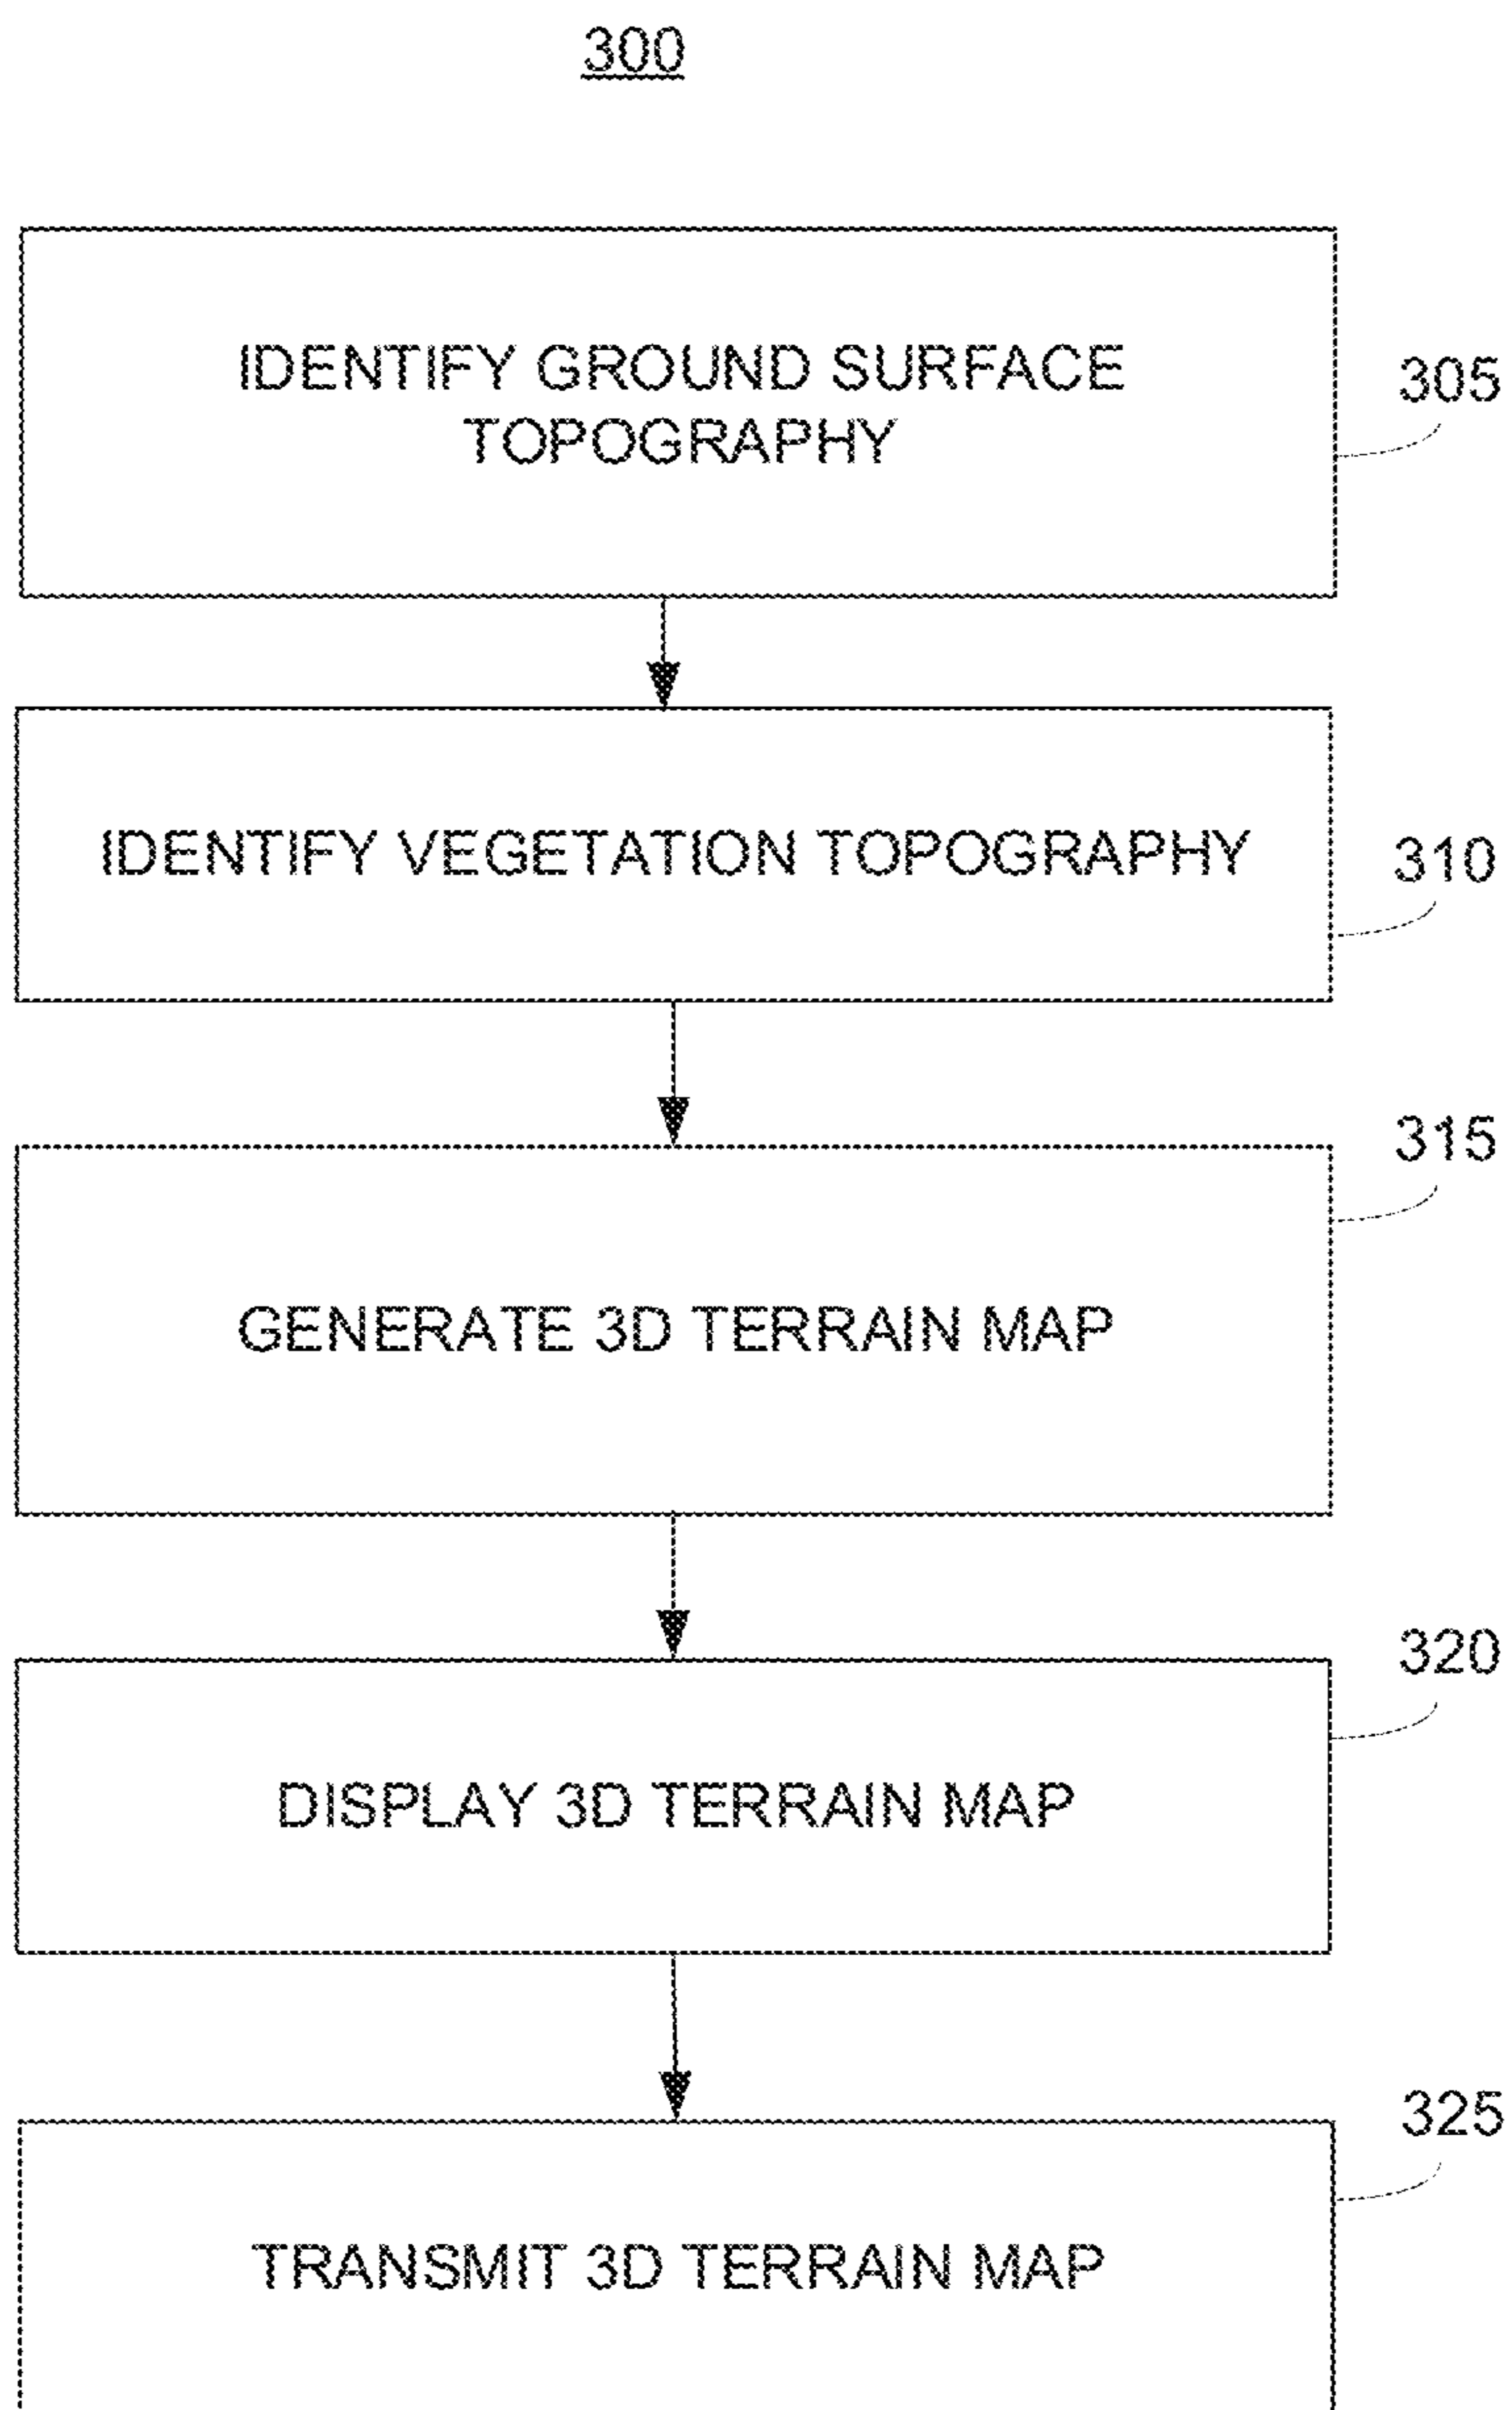 300
IDENTIFY GROUND SURFACE
TOPOGRAPHY
305
IDENTIFY VEGETATION TOPOGRAPHY
310
315
GENERATE 3D TERRAIN MAP
320
DISPLAY 3D TERRAIN MAP
325
TRANSMIT 3D TERRAIN MAP